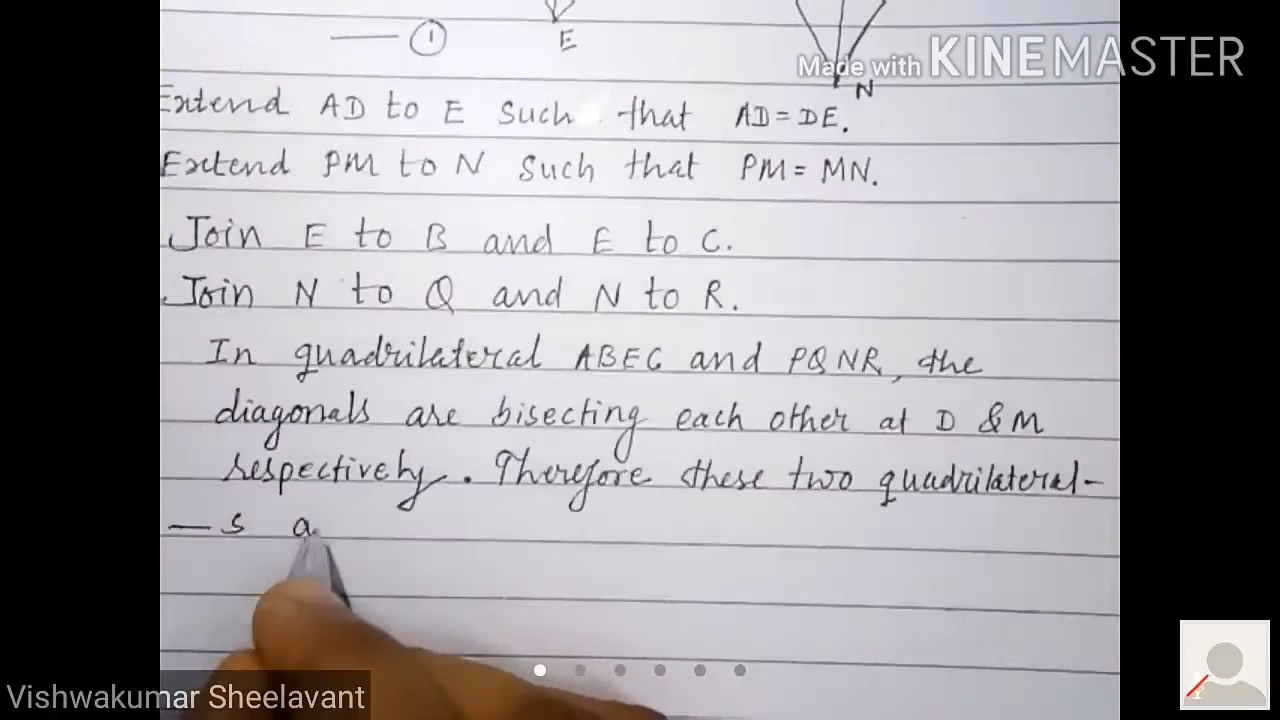 ①
E
Made with KINEMASTER
N
Extend AD to E such that AD = DE.
Extend PM to N such that PM = MN.
Join E to B and E to C.
Join N to Q and N to R.
In quadrilateral ABEC and PQNR, the
diagonals are bisecting each other at D & M
respectively. Therefore these two quadrilateral-
— s a
Vishwakumar Sheelavant